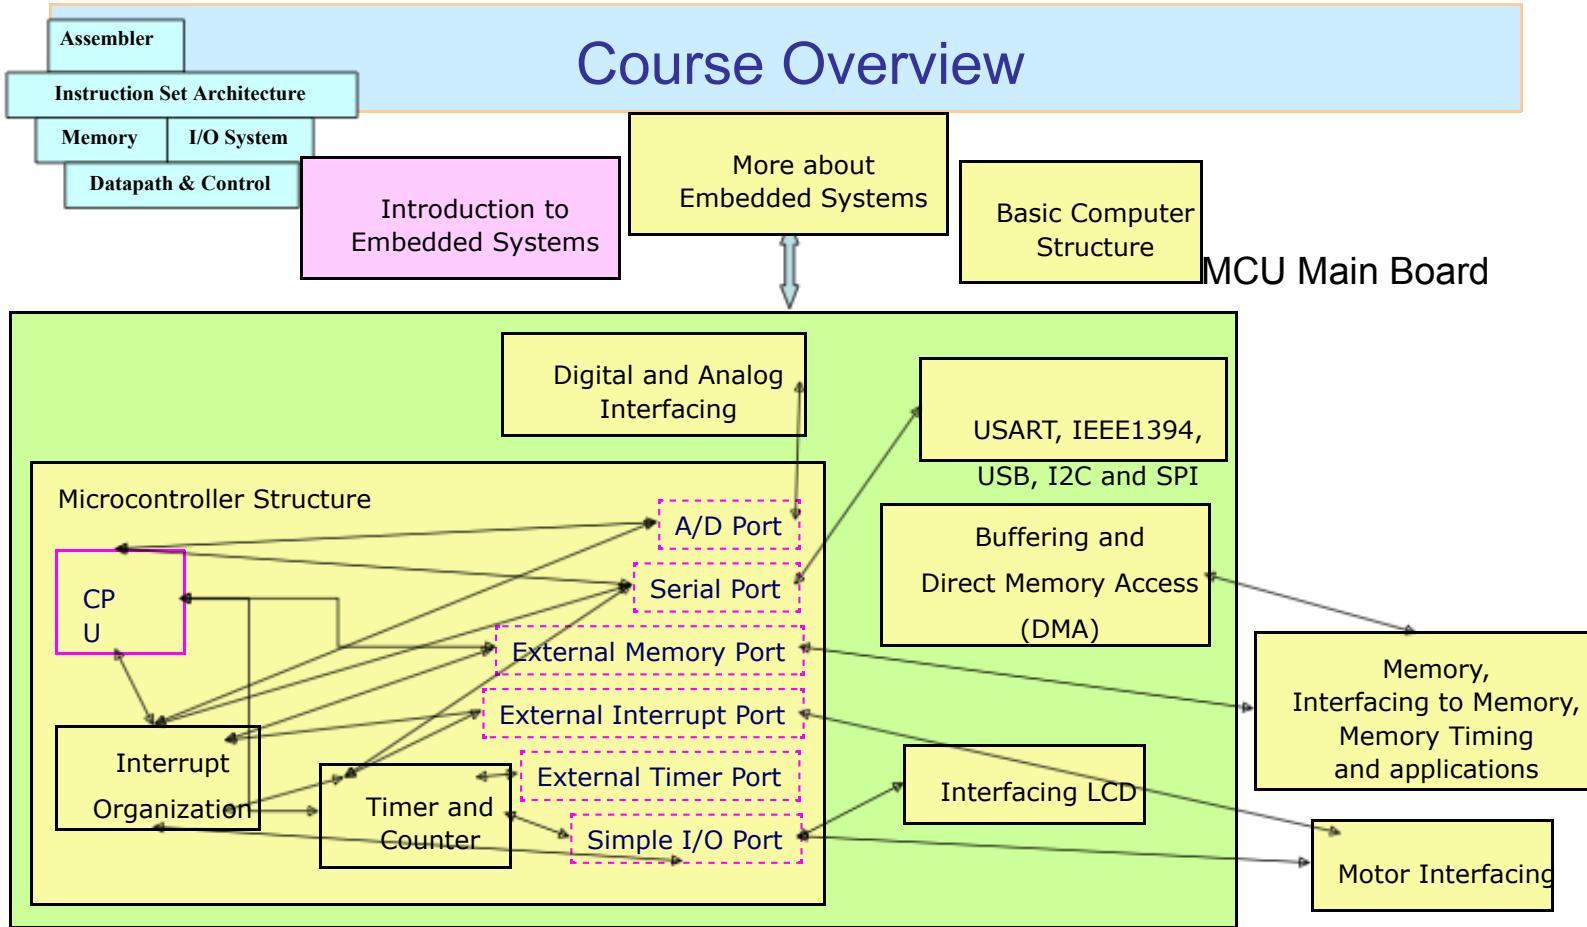 Assembler
Course Overview
Instruction Set Architecture
Memory
I/O System
Datapath & Control
More about
Embedded Systems
Introduction to
Embedded Systems
Basic Computer
Structure
MCU Main Board
Digital and Analog
Interfacing
USART, IEEE1394,
USB, I2C and SPI
Microcontroller Structure
A/D Port
Buffering and
Direct Memory Access
(DMA)
Serial Port
CP
U
External Memory Port
Memory,
Interfacing to Memory,
Memory Timing
and applications
External Interrupt Port
Interrupt
Organization
External Timer Port
Timer and
Counter
Interfacing LCD
Simple I/O Port
Motor Interfacing